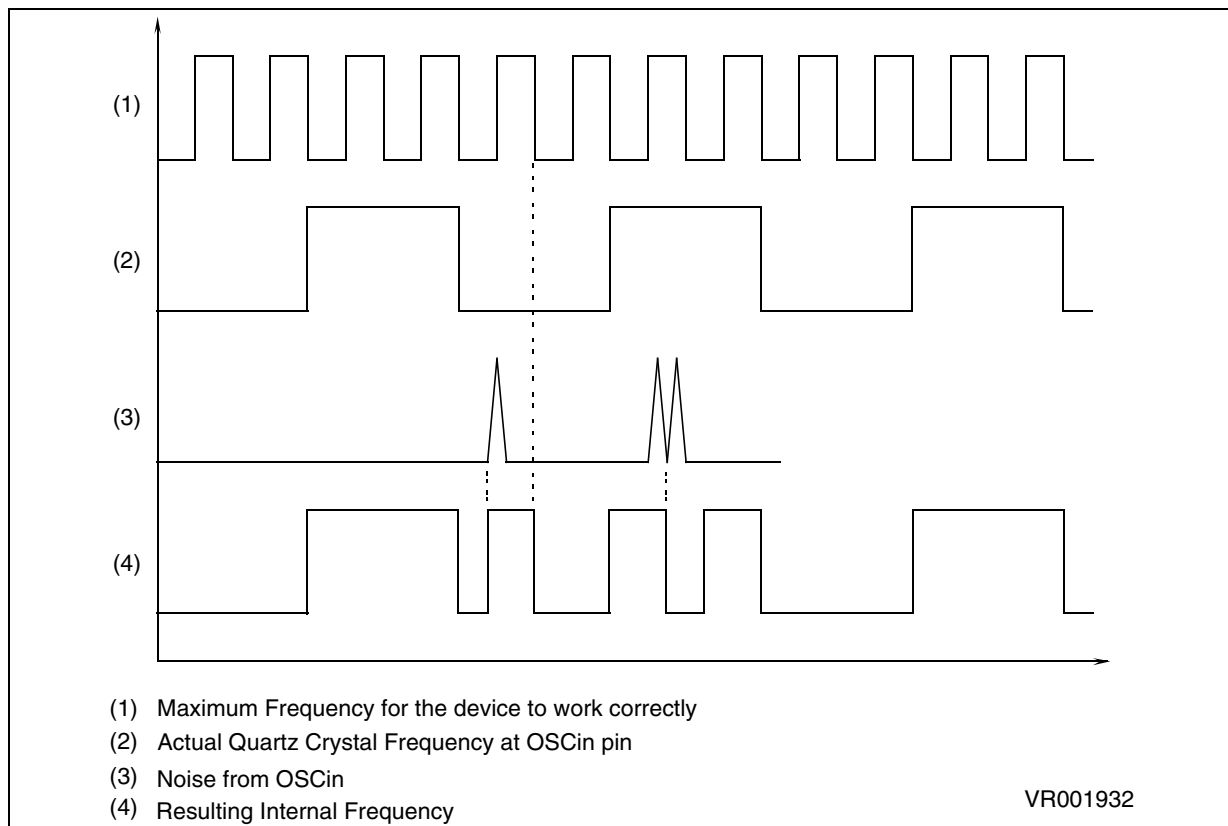 (1)
(2)
(3)
(4)
(1) Maximum Frequency for the device to work correctly
(2) Actual Quartz Crystal Frequency at OSCin pin
(3) Noise from OSCin
(4) Resulting Internal Frequency
VR001932